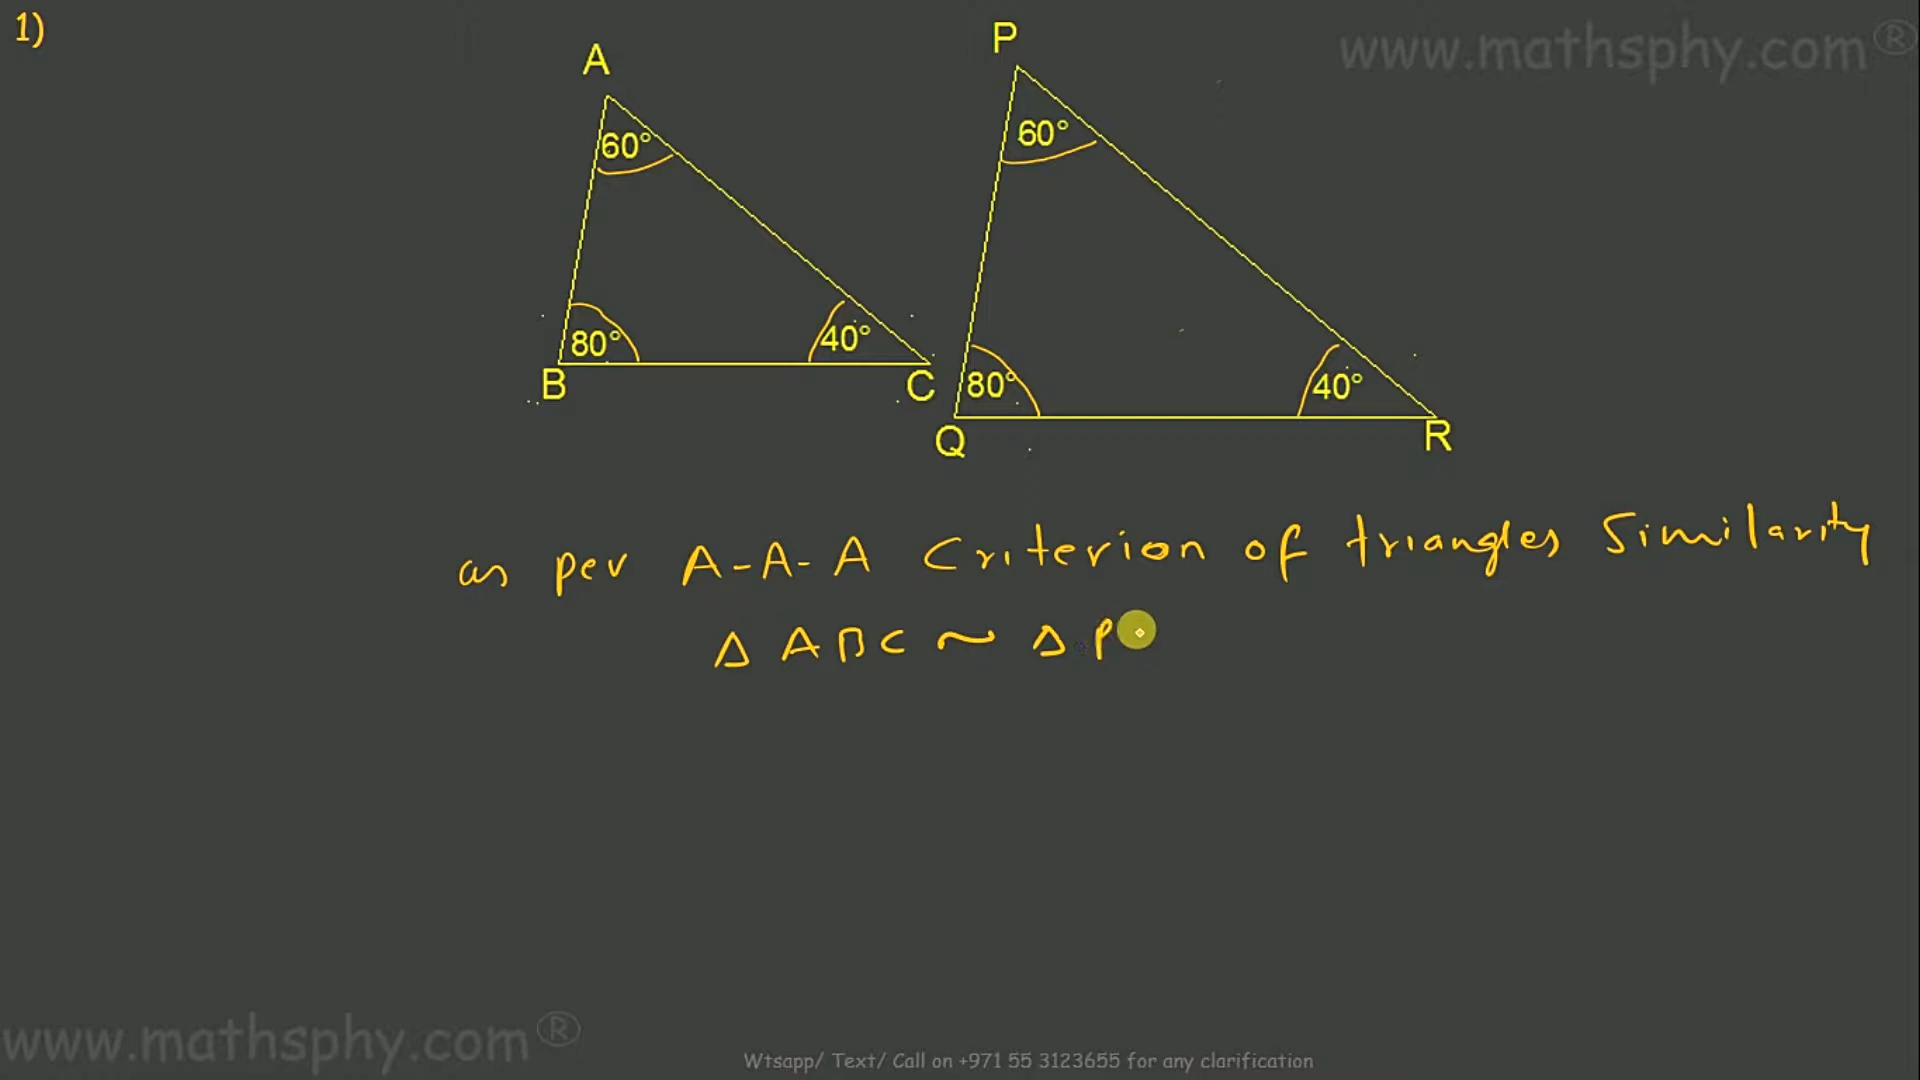 1)
www.mathsphy.com®
A
P
60°
60°
80°
40°
80°
40°
B
C
Q
R
as per A-A-A Criterion of triangles Similarity
Δ ABC ~ Δ P
www.mathsphy.com®
Wtsapp/ Text/ Call on +971 55 3123655 for any clarification